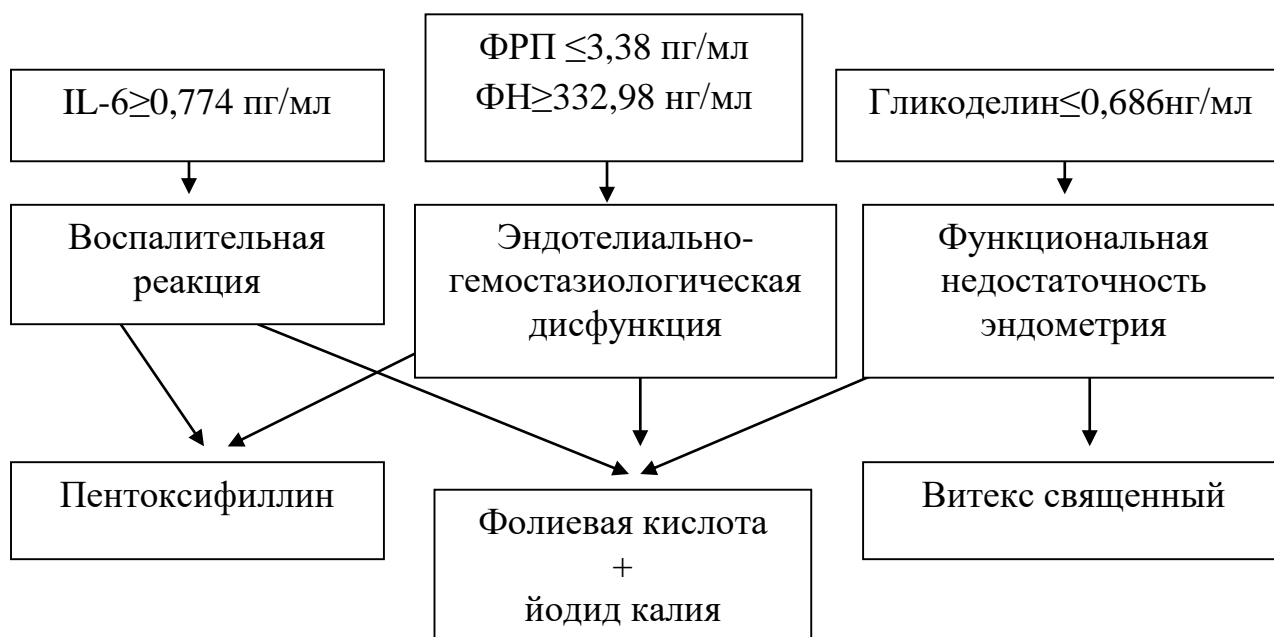 IL-6≥0,774 пг/мл
ФРП ≤3,38 пг/мл
ФН≥332,98 нг/мл
Гликоделин≤0,686нг/мл
Воспалительная
реакция
Эндотелиально-
гемостазиологическая
дисфункция
Функциональная
недостаточность
эндометрия
Пентоксифиллин
Фолиевая кислота
+
йодид калия
Витекс священный